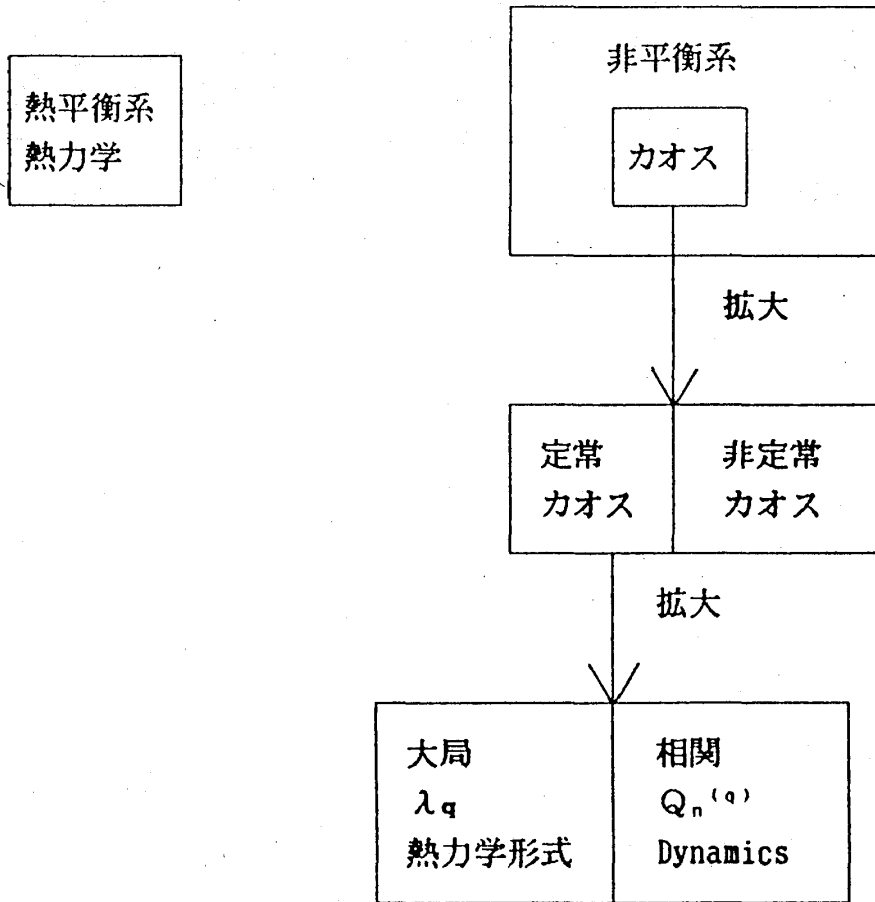 熱平衡系
熱力学
非平衡系
カオス
拡大
定常
カオス
非定常
カオス
拡大
大局
λq
熱力学形式
相関
Qn(q)
Dynamics